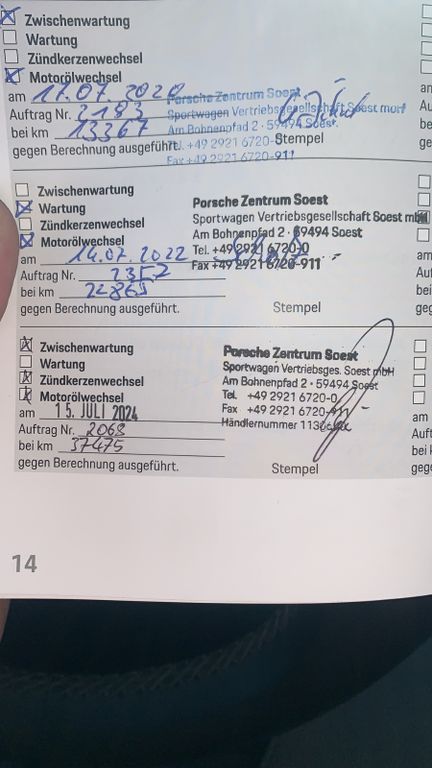 Zwischenwartung
Wartung
Zündkerzenwechsel
Motorölwechsel
am 17.07.2020
Auftrag Nr. 2183
bei km 13367
gegen Berechnung ausgeführt.
Porsche Zentrum Soest
Sportwagen Vertriebsgesellschaft Soest mbH
Am Bohnenpfad 2 · 59494 Soest
Tel. +49 2921 6720-0
Fax +49 2921 6720-911
Stempel
Zwischenwartung
Wartung
Zündkerzenwechsel
Motorölwechsel
am 14.07.2022
Auftrag Nr.
bei km 22869
gegen Berechnung ausgeführt.
Porsche Zentrum Soest
Sportwagen Vertriebsgesellschaft Soest mbH
Am Bohnenpfad 2 · 59494 Soest
Tel. +49 2921 6720-0
Fax +49 2921 6720-911
Stempel
Zwischenwartung
Wartung
Zündkerzenwechsel
Motorölwechsel
am 15. JULI 2024
Auftrag Nr. 2068
bei km 37475
gegen Berechnung ausgeführt.
Porsche Zentrum Soest
Sportwagen Vertriebsges. Soest mbH
Am Bohnenpfad 2 · 59494 Soest
Tel. +49 2921 6720-0
Fax +49 2921 6720-911
Händlernummer
Stempel
14